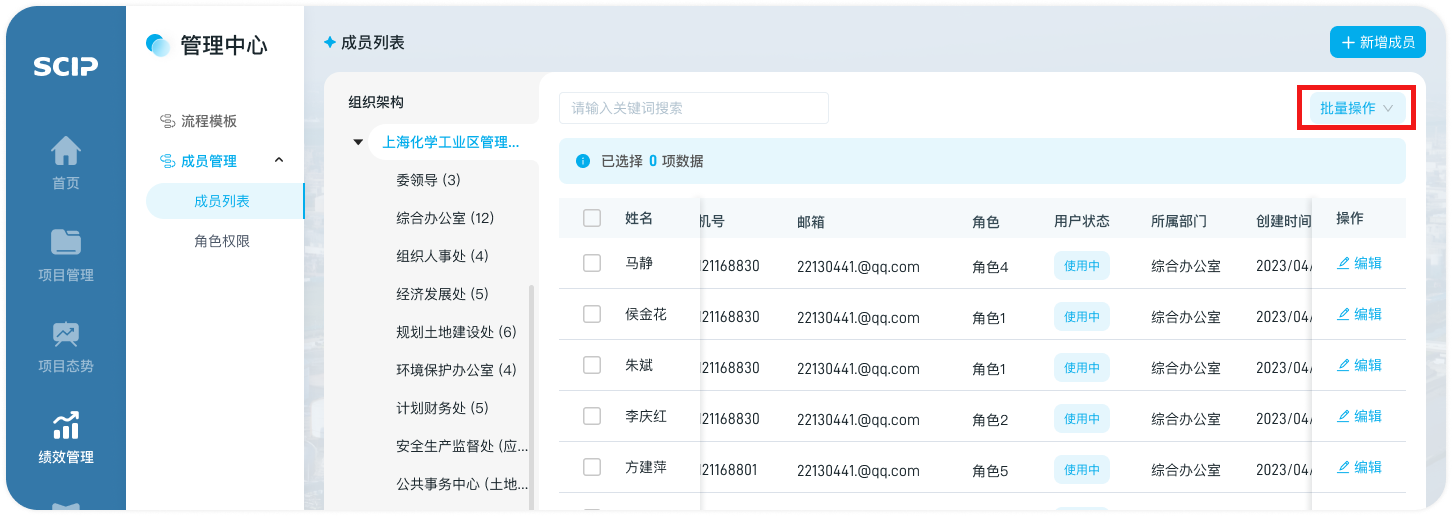 SCIP
首页
项目管理
项目态势
绩效管理
管理中心
流程模板
成员管理
成员列表
角色权限
成员列表
新增成员
组织架构
上海化学工业区管理...
委领导 (3)
综合办公室 (12)
组织人事处 (4)
经济发展处 (5)
规划土地建设处 (6)
环境保护办公室 (4)
计划财务处 (5)
安全生产监督处 (应...
公共事务中心 (土地...
请输入关键词搜索
批量操作
已选择 0 项数据
姓名 机号 邮箱 角色 用户状态 所属部门 创建时间 操作
马静 121168830 22130441.@qq.com 角色4 使用中 综合办公室 2023/04/ 编辑
侯金花 121168830 22130441.@qq.com 角色1 使用中 综合办公室 2023/04/ 编辑
朱斌 121168830 22130441.@qq.com 角色1 使用中 综合办公室 2023/04/ 编辑
李庆红 121168830 22130441.@qq.com 角色2 使用中 综合办公室 2023/04/ 编辑
方建萍 121168801 22130441.@qq.com 角色5 使用中 综合办公室 2023/04/ 编辑